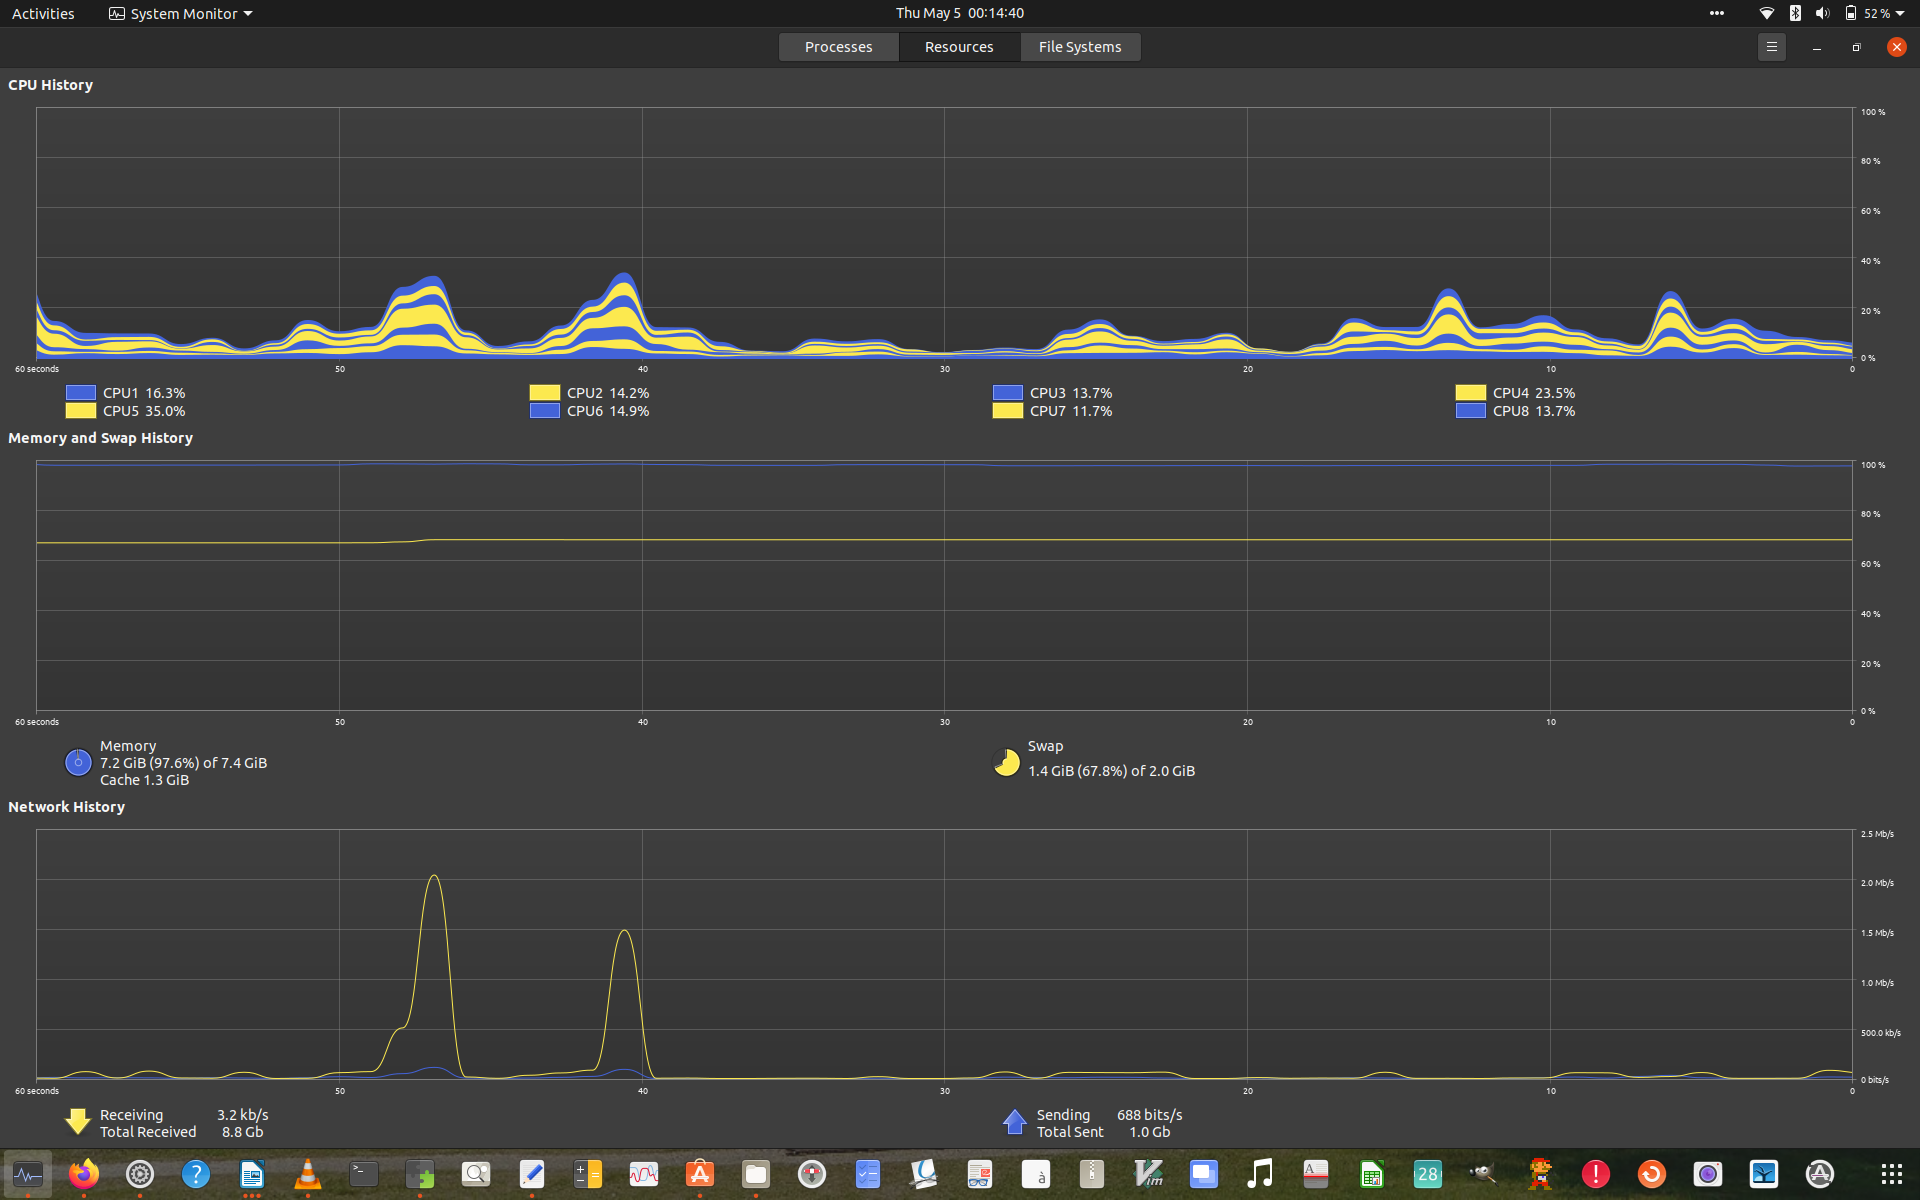 Activities System Monitor Thu May 5 00:14:40 52 %
Processes Resources File Systems
CPU History
100 %
80 %
60 %
40 %
20 %
0 %
60 seconds 50 40 30 20 10 0
CPU1 16.3% CPU2 14.2% CPU3 13.7% CPU4 23.5%
CPU5 35.0% CPU6 14.9% CPU7 11.7% CPU8 13.7%
Memory and Swap History
100 %
80 %
60 %
40 %
20 %
0 %
60 seconds 50 40 30 20 10 0
Memory
7.2 GiB (97.6%) of 7.4 GiB
Cache 1.3 GiB
Swap
1.4 GiB (67.8%) of 2.0 GiB
Network History
2.5 Mb/s
2.0 Mb/s
1.5 Mb/s
1.0 Mb/s
500.0 kb/s
0 bits/s
60 seconds 50 40 30 20 10 0
Receiving 3.2 kb/s
Total Received 8.8 Gb
Sending 688 bits/s
Total Sent 1.0 Gb
? >_ à Vim A 28 !